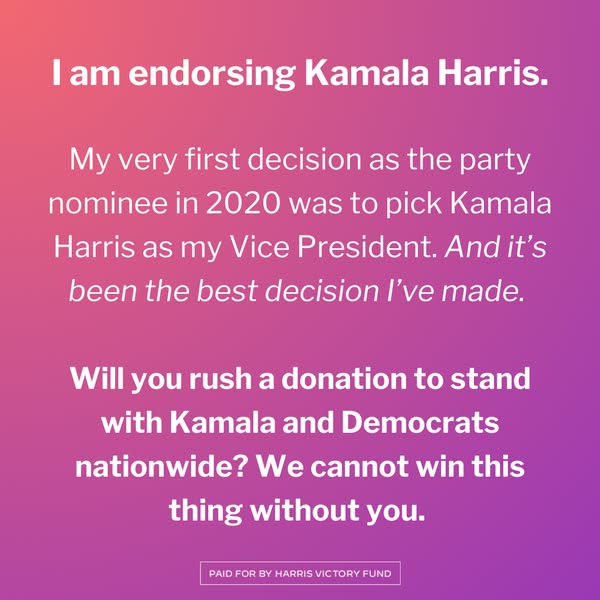 I am endorsing Kamala Harris.
My very first decision as the party
nominee in 2020 was to pick Kamala
Harris as my Vice President. And it’s
been the best decision I’ve made.
Will you rush a donation to stand
with Kamala and Democrats
nationwide? We cannot win this
thing without you.
PAID FOR BY HARRIS VICTORY FUND